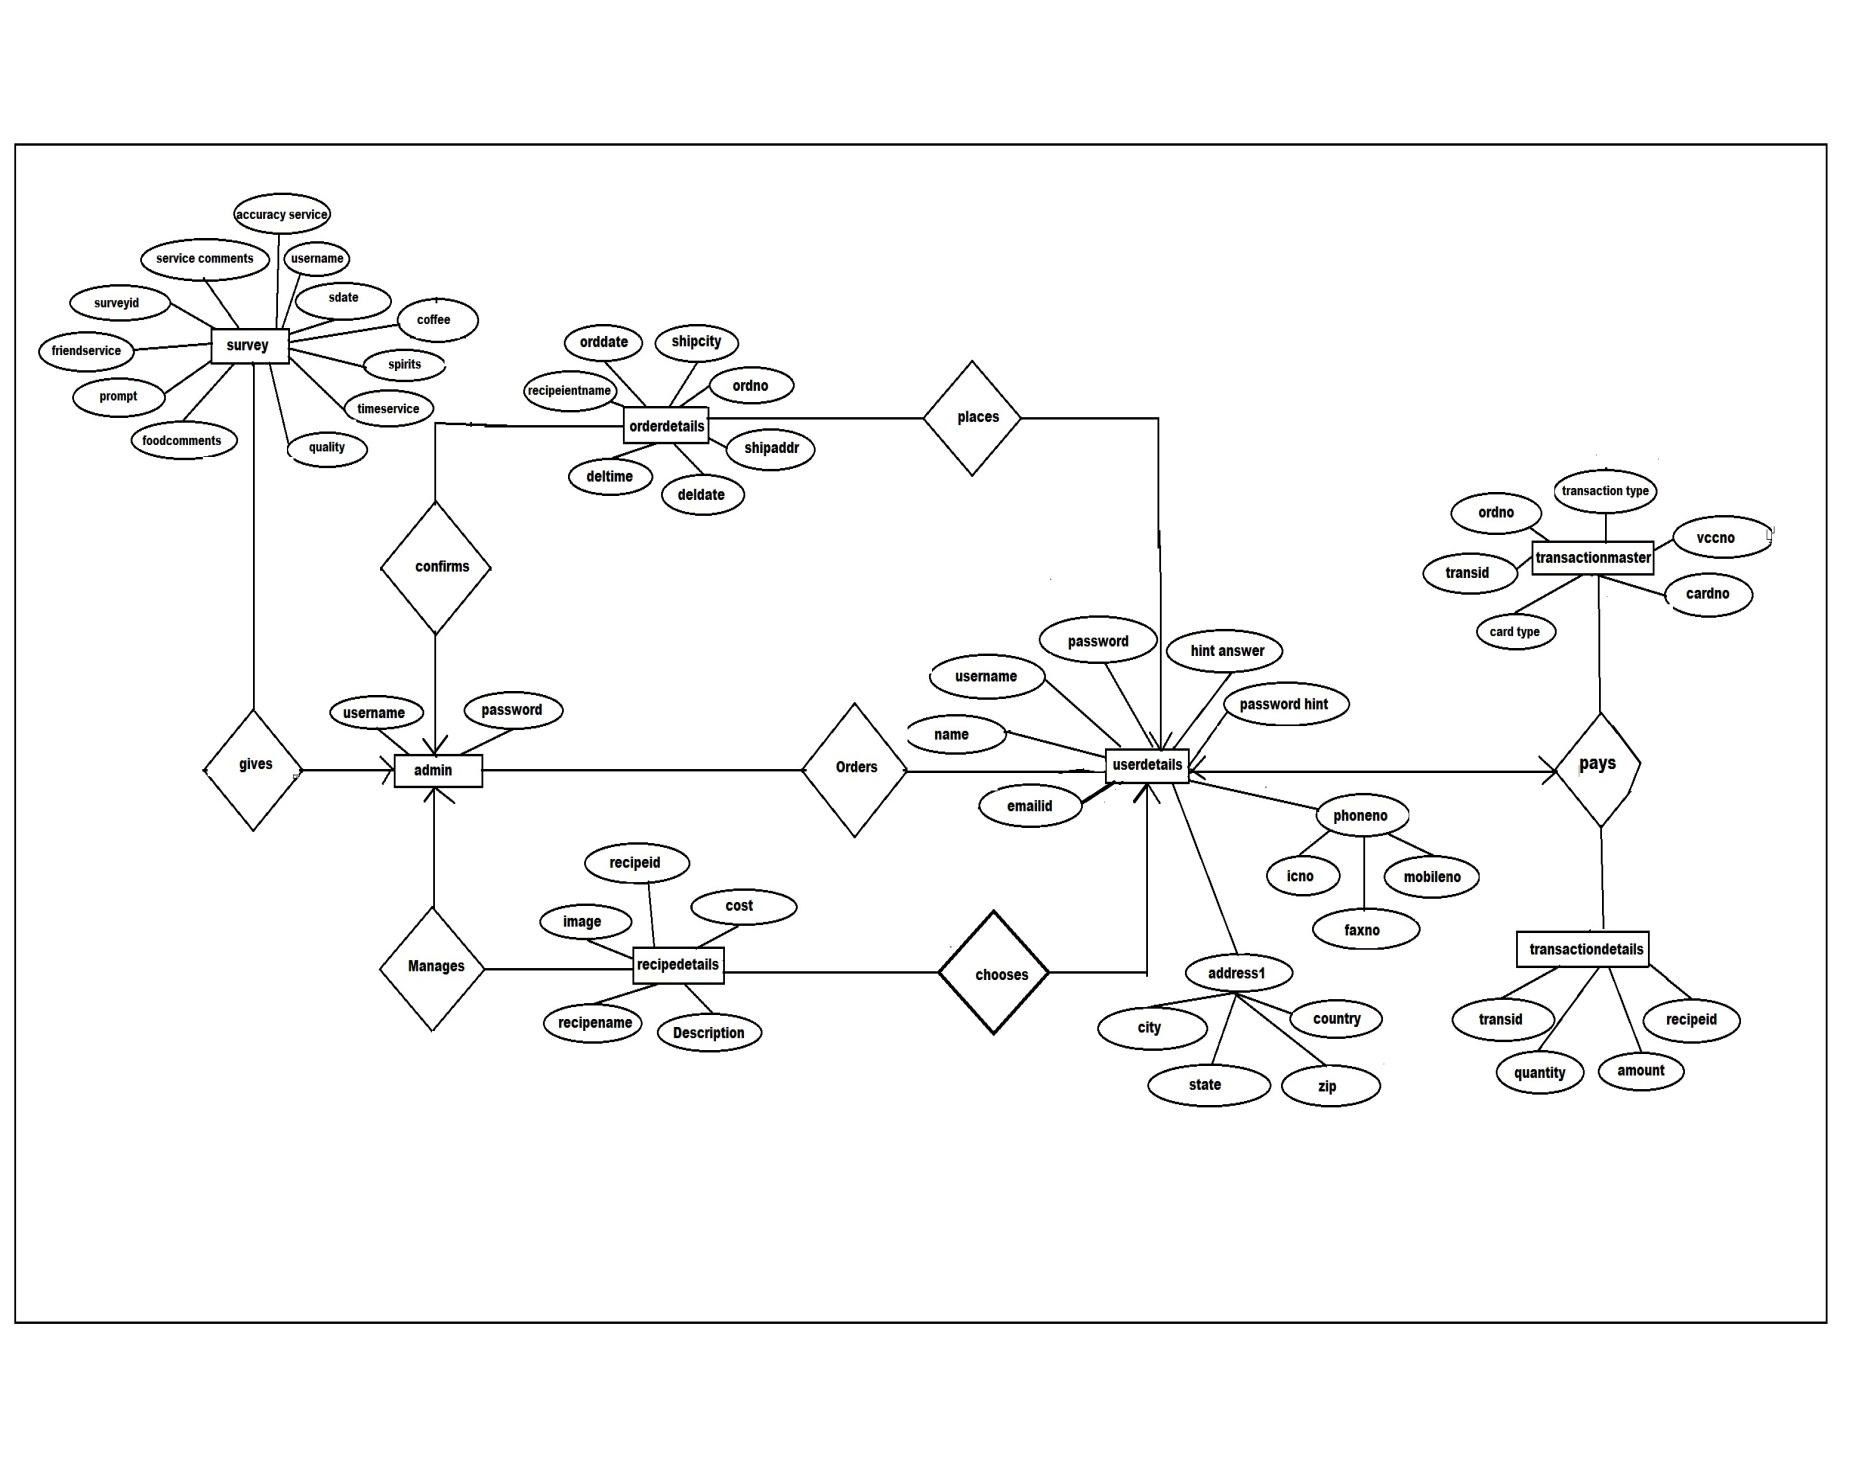 accuracy service
service comments
username
surveyid
sdate
coffee
survey
friendservice
spirits
prompt
timeservice
foodcomments
quality
orddate
shipcity
recipeientname
ordno
orderdetails
shipaddr
deltime
deldate
places
confirms
transaction type
ordno
vccno
transactionmaster
transid
cardno
card type
password
hint answer
username
password hint
name
userdetails
emailid
phoneno
icno
mobileno
faxno
pays
username
password
gives
admin
Orders
recipeid
cost
image
Manages
recipedetails
chooses
recipename
Description
address1
city
country
state
zip
transactiondetails
transid
recipeid
quantity
amount